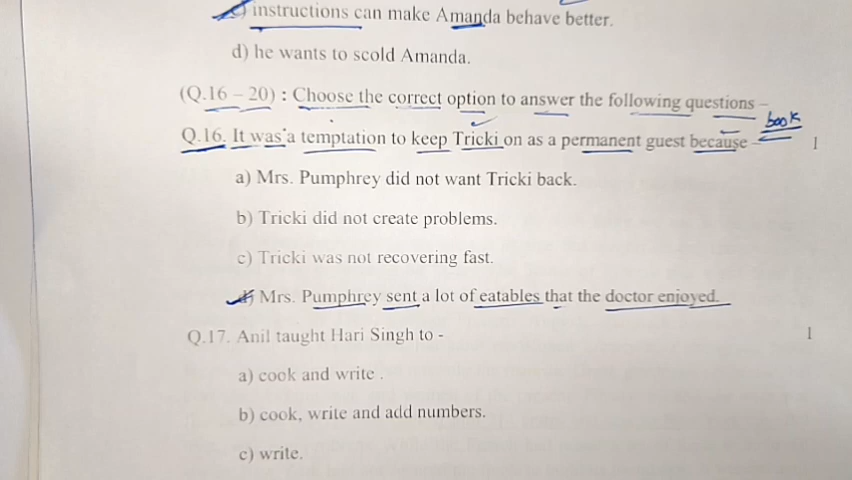 c) instructions can make Amanda behave better.
d) he wants to scold Amanda.
(Q.16 – 20) : Choose the correct option to answer the following questions –
book
Q.16. It was a temptation to keep Tricki on as a permanent guest because – 1
a) Mrs. Pumphrey did not want Tricki back.
b) Tricki did not create problems.
c) Tricki was not recovering fast.
d) Mrs. Pumphrey sent a lot of eatables that the doctor enjoyed.
Q.17. Anil taught Hari Singh to - 1
a) cook and write .
b) cook, write and add numbers.
c) write.